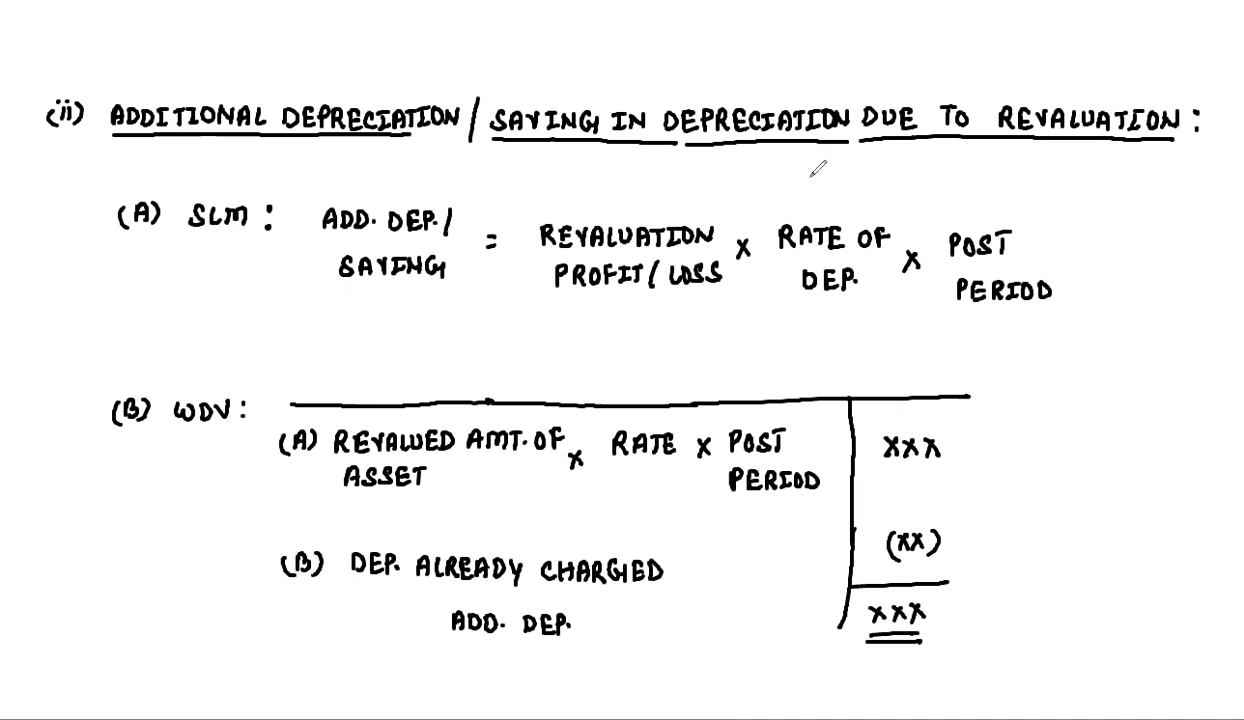 (ii) ADDITIONAL DEPRECIATION / SAVING IN DEPRECIATION DUE TO REVALUATION :
(A) SLM : ADD. DEP. / SAVING = REVALUATION PROFIT / LOSS × RATE OF DEP. × POST PERIOD
(B) WDV :
(A) REVALUED AMT. OF ASSET × RATE × POST PERIOD xxx
(B) DEP. ALREADY CHARGED (xx)
ADD. DEP. xxx